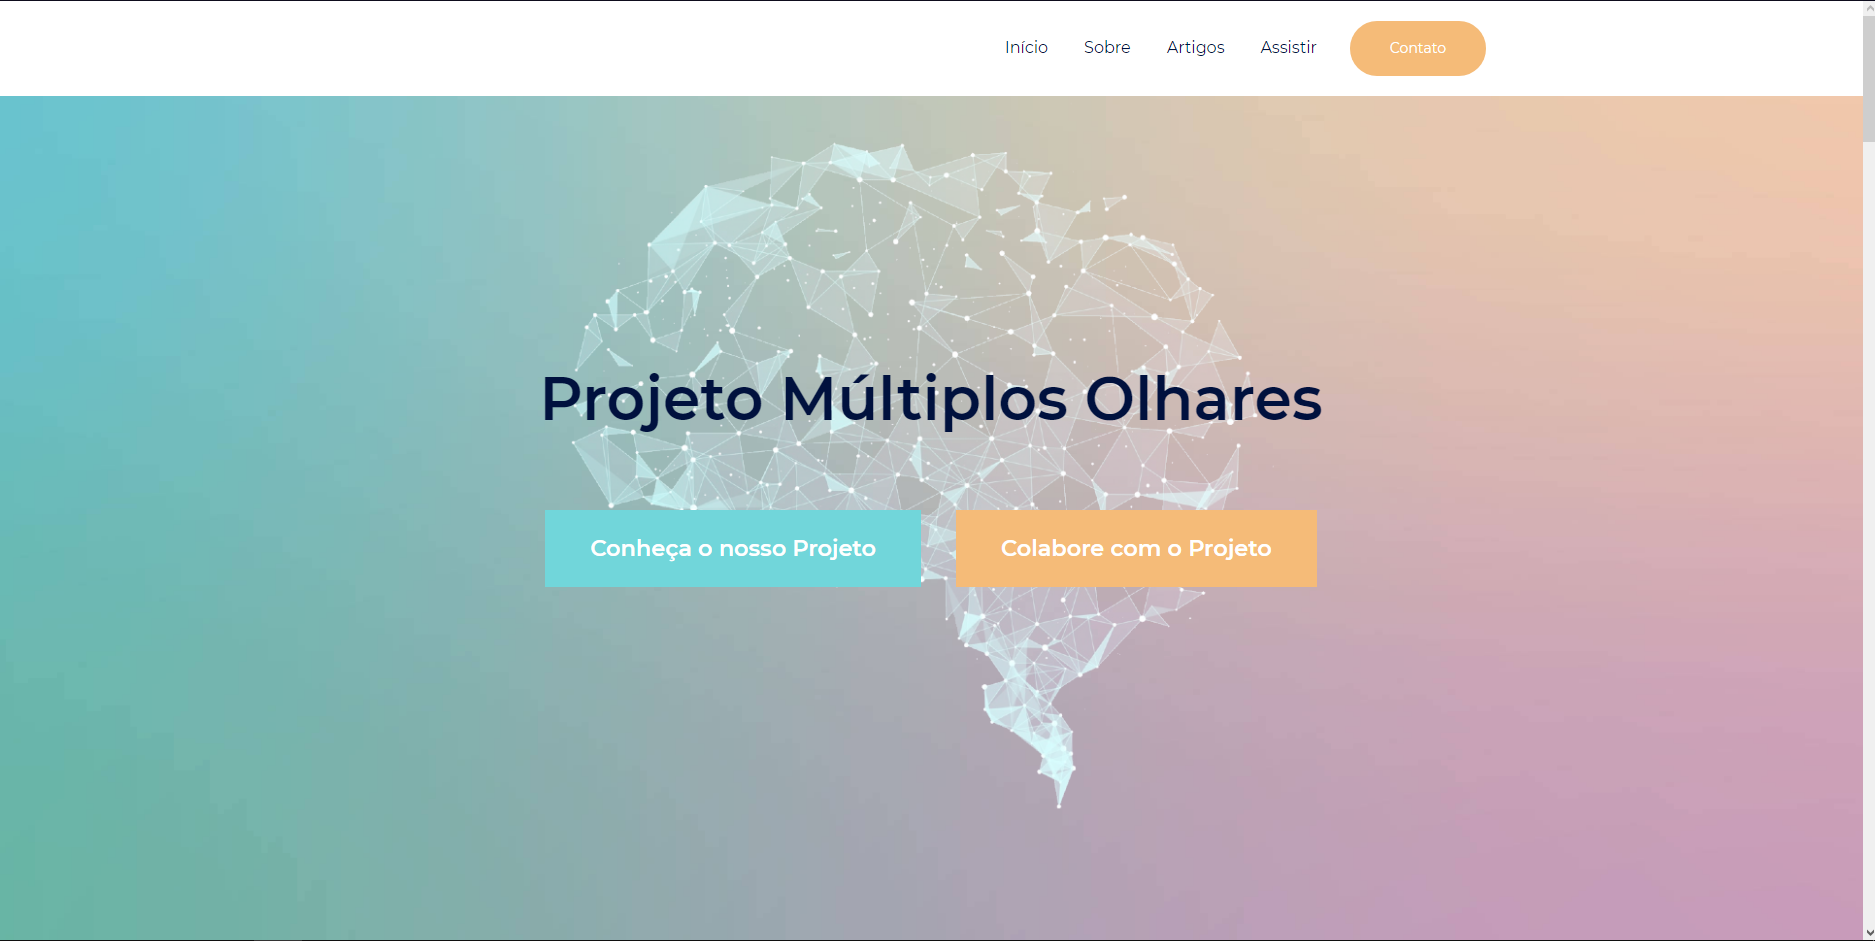 Início Sobre Artigos Assistir Contato
Projeto Múltiplos Olhares
Conheça o nosso Projeto Colabore com o Projeto